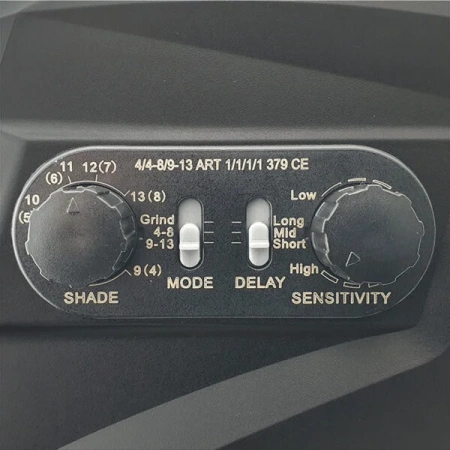 4/4-8/9-13 ART 1/1/1/1 379 CE
11
12(7)
(6)
10
(5
13(8)
9(4)
SHADE
Grind
4-8
9-13
MODE
Long
Mid
Short
DELAY
Low
High
SENSITIVITY